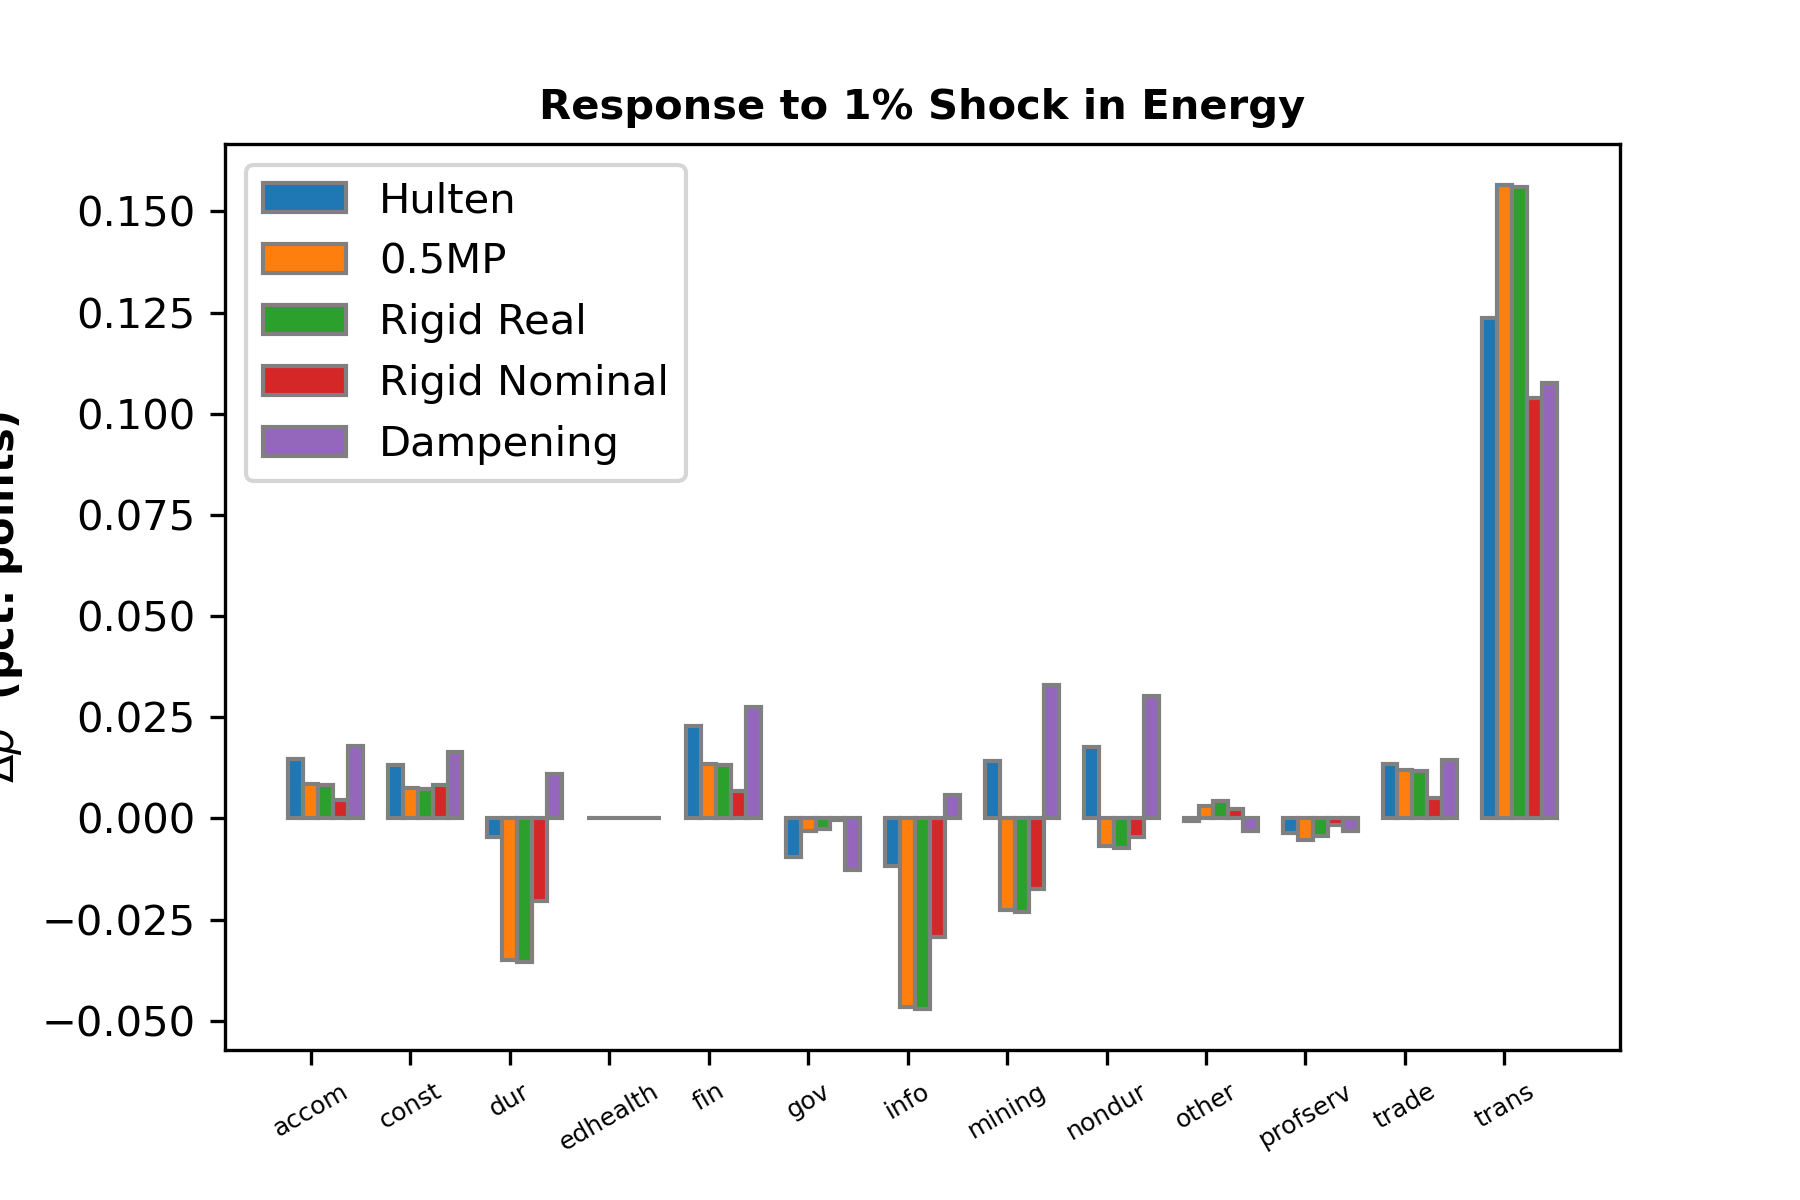 Response to 1% Shock in Energy
Hulten
0.5MP
Rigid Real
Rigid Nominal
Dampening
Δρ (pct. points)
0.150
0.125
0.100
0.075
0.050
0.025
0.000
−0.025
−0.050
accom const dur edhealth fin gov info mining nondur other profserv trade trans